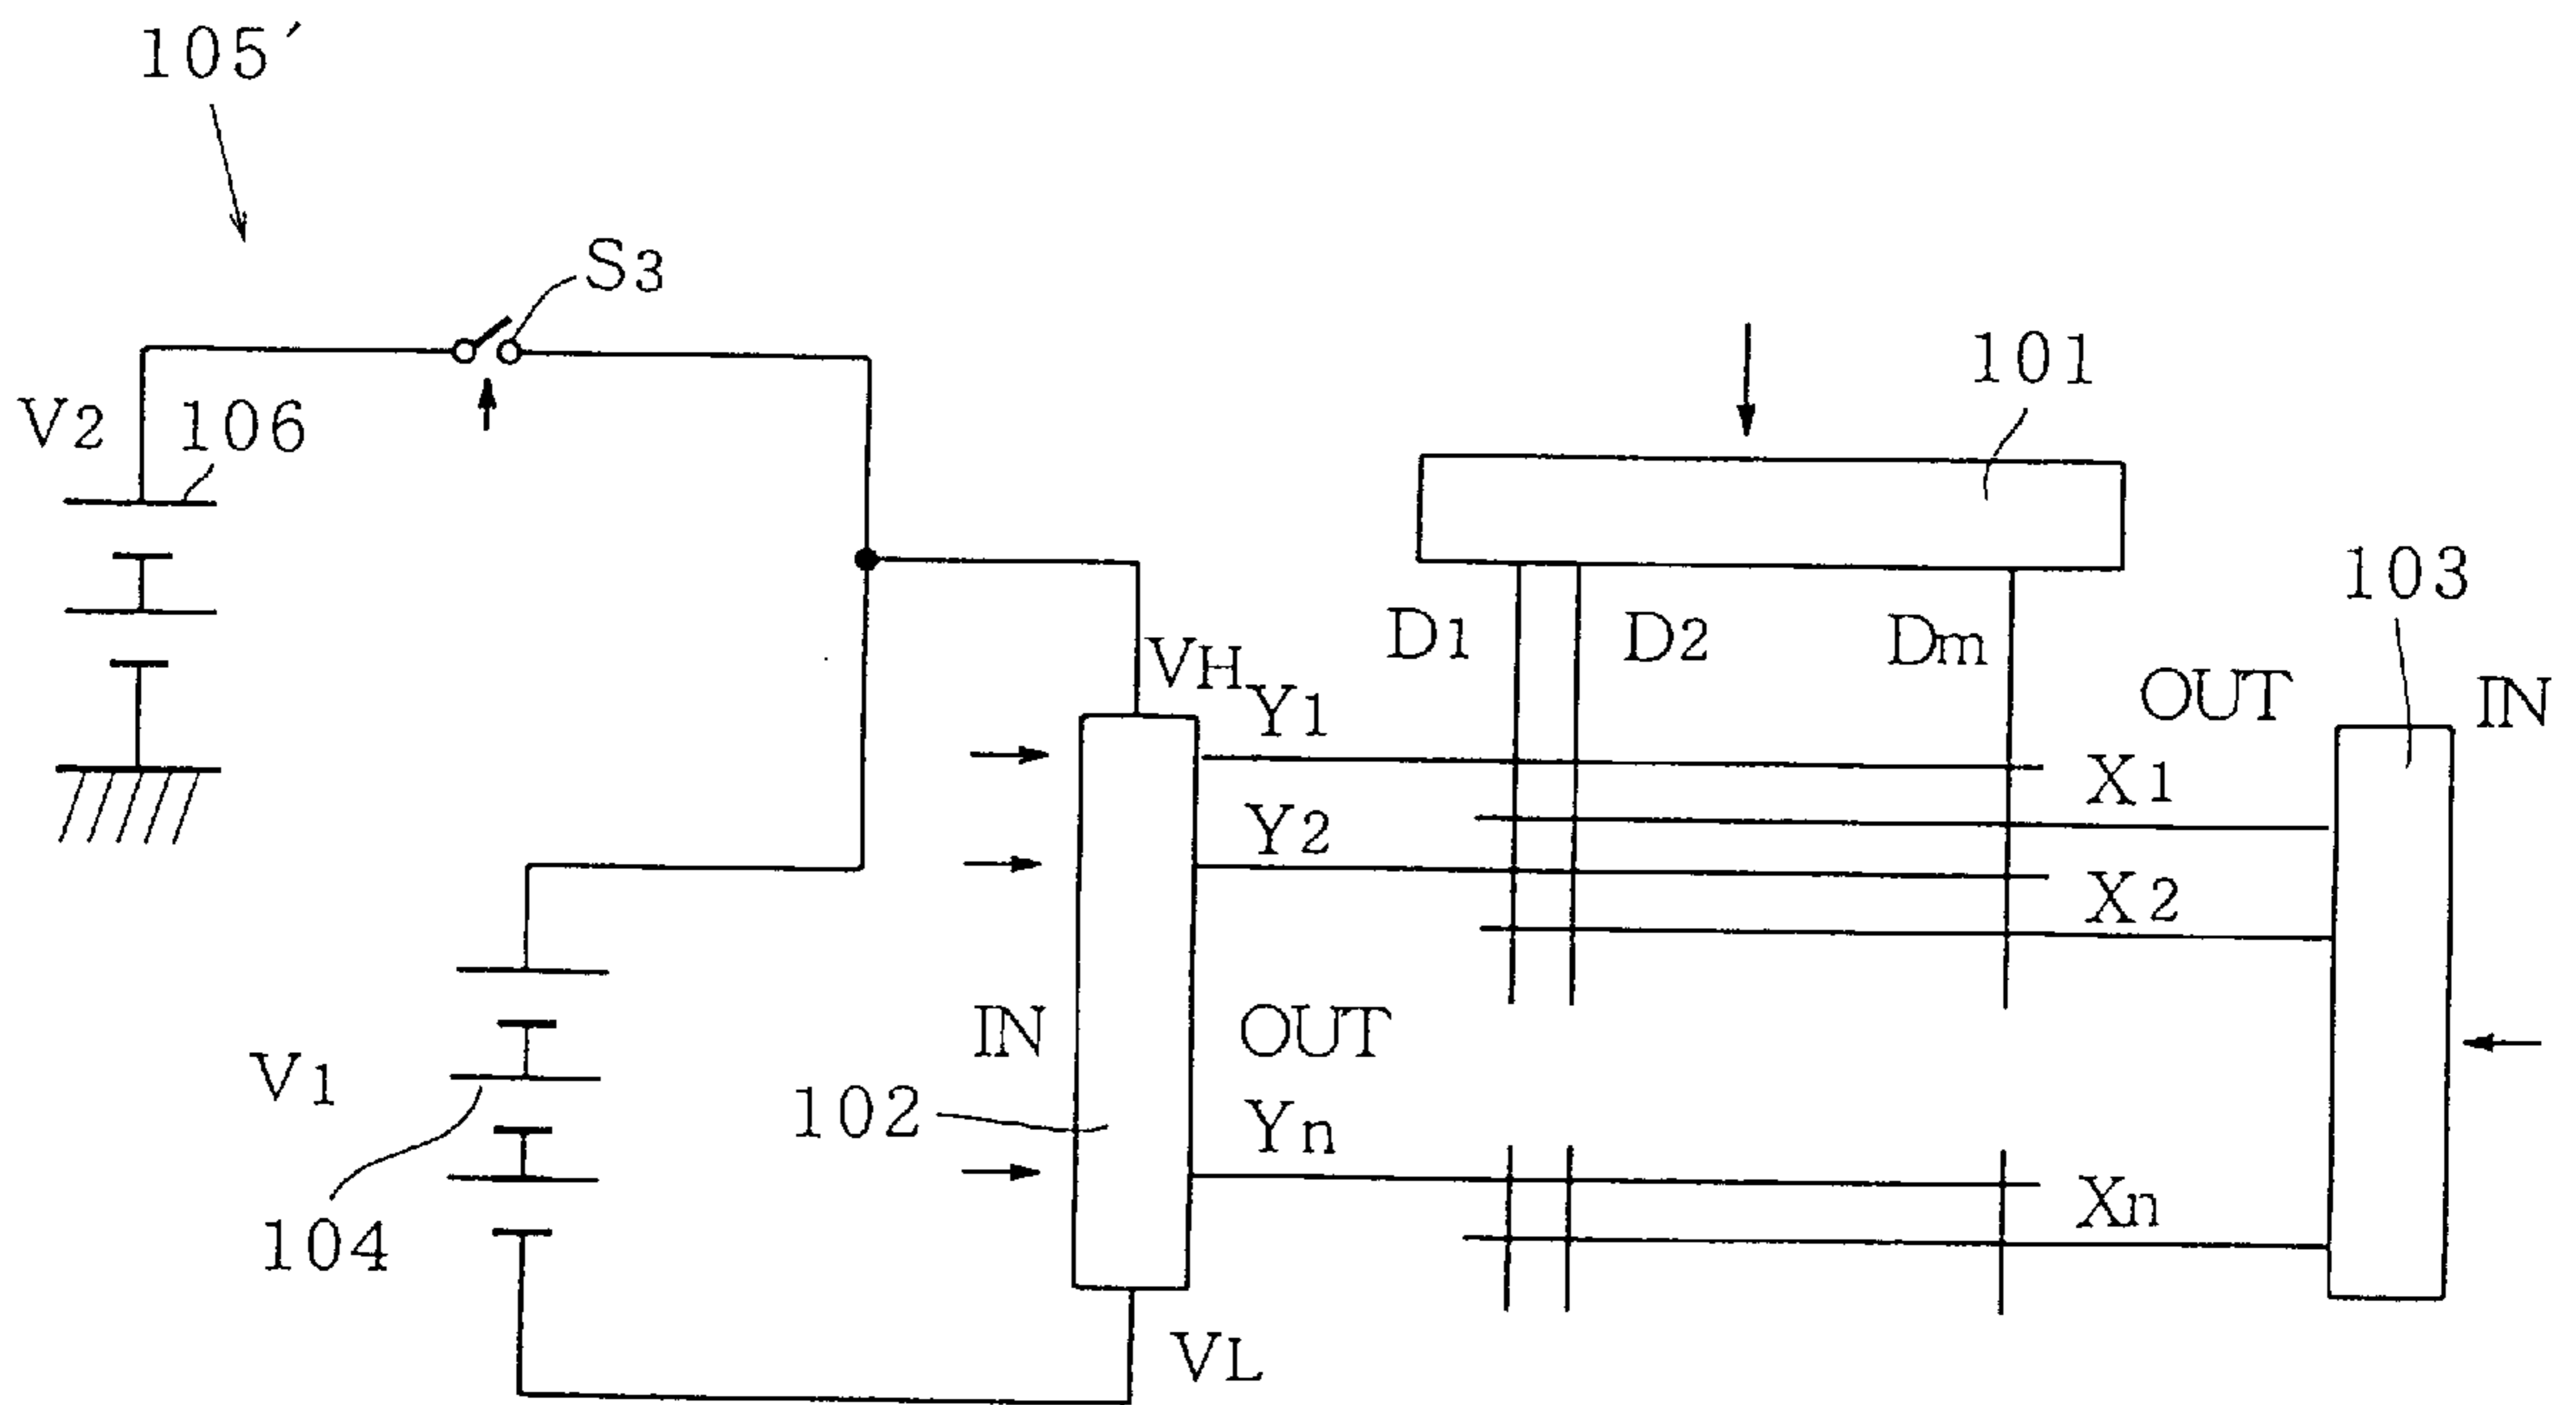 105′
S3
V2
106
101
103
D1
D2
Dm
VH
Y1
OUT
IN
X1
Y2
X2
IN
OUT
V1
102
Yn
Xn
104
VL